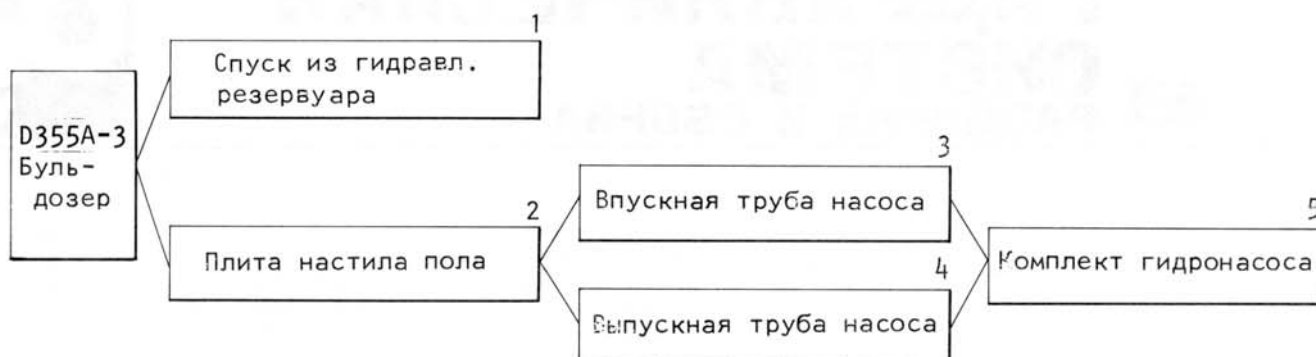 1
Спуск из гидравл.
резервуара
D355A-3
Буль-
дозер
3
Впускная труба насоса
2
Плита настила пола
5
Комплект гидронасоса
4
Выпускная труба насоса